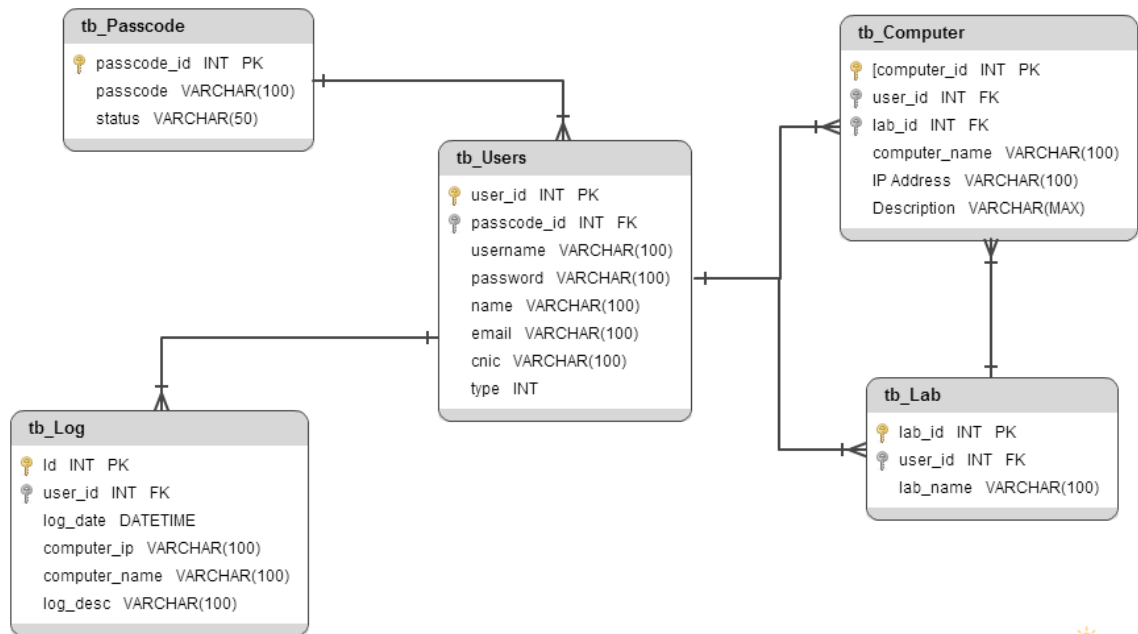 tb_Passcode
passcode_id INT PK
passcode VARCHAR(100)
status VARCHAR(50)
tb_Users
user_id INT PK
passcode_id INT FK
username VARCHAR(100)
password VARCHAR(100)
name VARCHAR(100)
email VARCHAR(100)
cnic VARCHAR(100)
type INT
tb_Computer
[computer_id INT PK
user_id INT FK
lab_id INT FK
computer_name VARCHAR(100)
IP Address VARCHAR(100)
Description VARCHAR(MAX)
tb_Log
Id INT PK
user_id INT FK
log_date DATETIME
computer_ip VARCHAR(100)
computer_name VARCHAR(100)
log_desc VARCHAR(100)
tb_Lab
lab_id INT PK
user_id INT FK
lab_name VARCHAR(100)